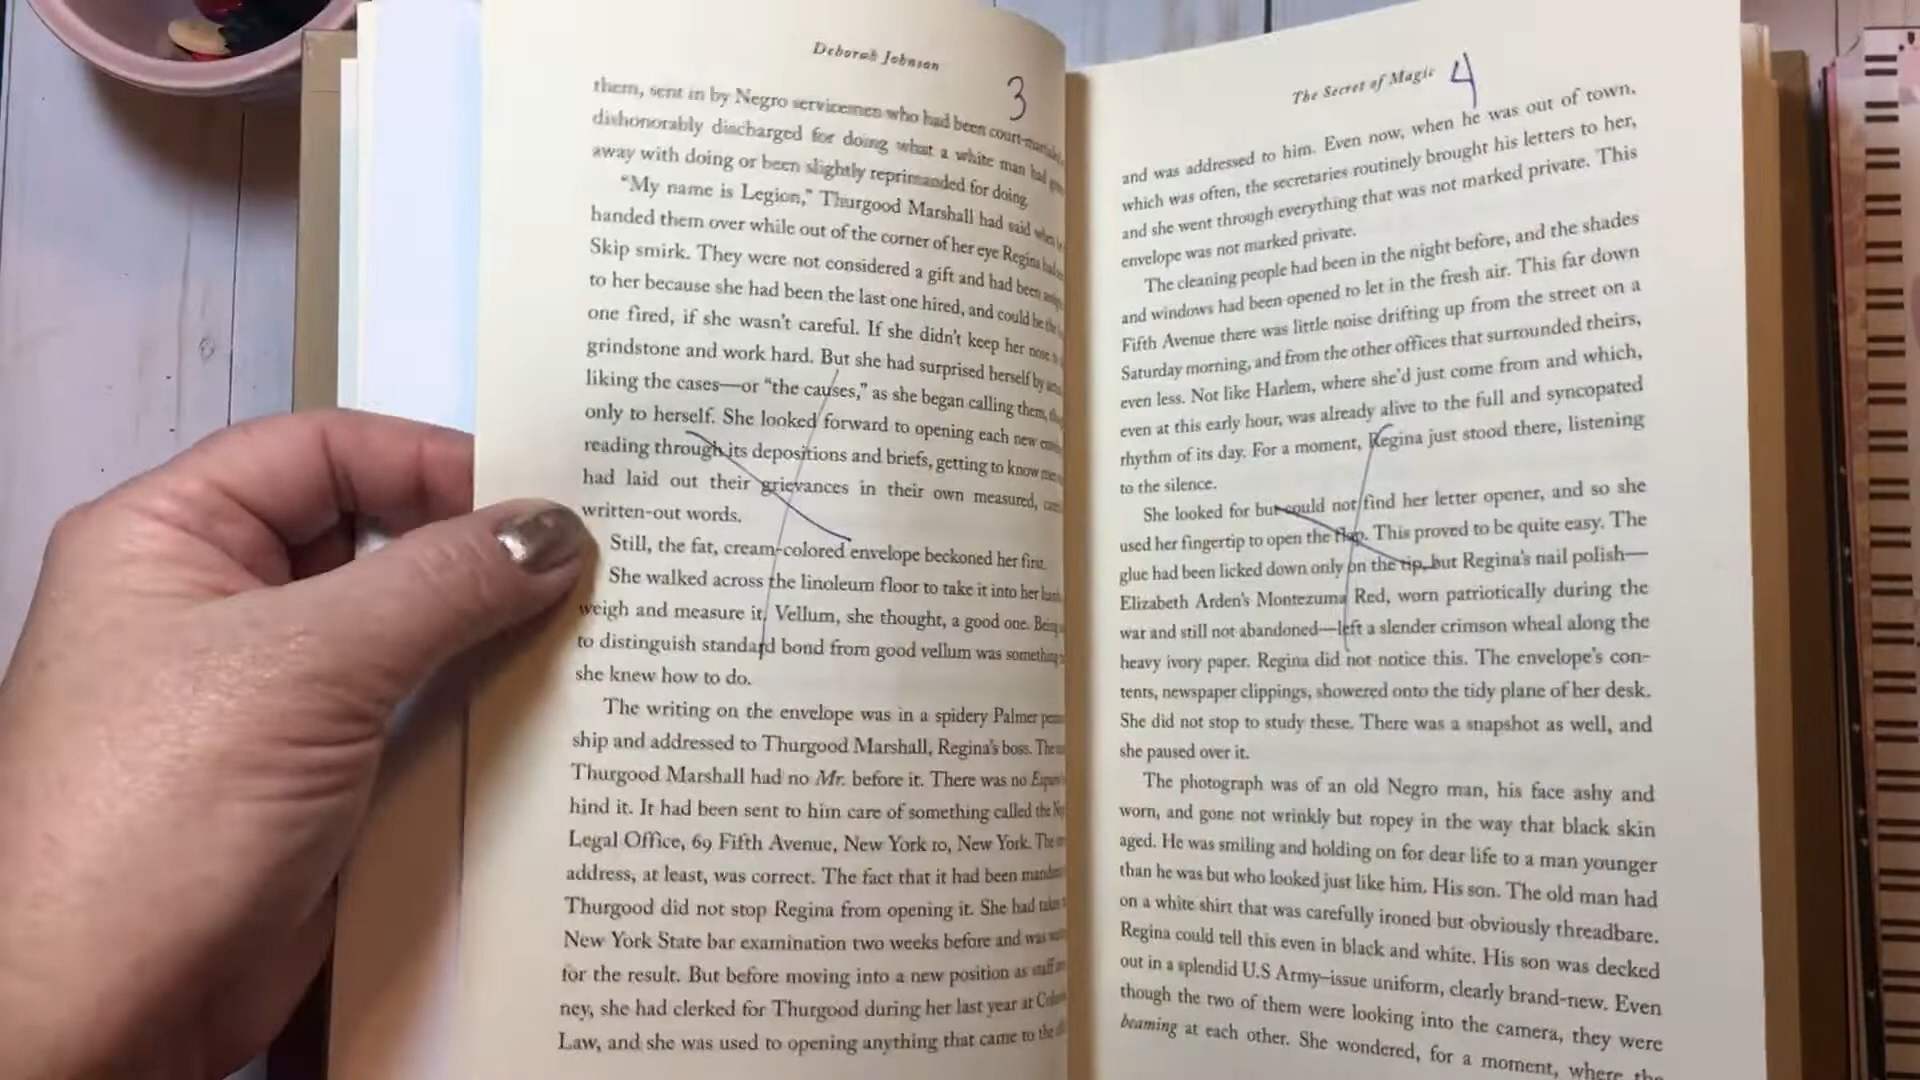 Deborah Johnson
3
them, sent in by Negro servicemen who had been
dishonorably discharged for doing what a white man had
away with doing or been slightly reprimanded for doing.
“My name is Legion,” Thurgood Marshall had said when
handed them over while out of the corner of her eye Regina had
Skip smirk. They were not considered a gift and had been
to her because she had been the last one hired, and could be the
one fired, if she wasn’t careful. If she didn’t keep her nose
grindstone and work hard. But she had surprised herself by
liking the cases—or “the causes,” as she began calling them,
only to herself. She looked forward to opening each new
reading through its depositions and briefs, getting to know
had laid out their grievances in their own measured,
written-out words.
Still, the fat, cream-colored envelope beckoned her first.
She walked across the linoleum floor to take it into her
weigh and measure it. Vellum, she thought, a good one. Being
to distinguish standard bond from good vellum was something
she knew how to do.
The writing on the envelope was in a spidery Palmer
ship and addressed to Thurgood Marshall, Regina’s boss. The
Thurgood Marshall had no Mr. before it. There was no
hind it. It had been sent to him care of something called the
Legal Office, 69 Fifth Avenue, New York 10, New York. The
address, at least, was correct. The fact that it had been
Thurgood did not stop Regina from opening it. She had
New York State bar examination two weeks before and was
for the result. But before moving into a new position as
ney, she had clerked for Thurgood during her last year at
Law, and she was used to opening anything that came to the
The Secret of Magic
4
and was addressed to him. Even now, when he was out of town,
which was often, the secretaries routinely brought his letters to her,
and she went through everything that was not marked private. This
envelope was not marked private.
The cleaning people had been in the night before, and the shades
and windows had been opened to let in the fresh air. This far down
Fifth Avenue there was little noise drifting up from the street on a
Saturday morning, and from the other offices that surrounded theirs,
even less. Not like Harlem, where she’d just come from and which,
even at this early hour, was already alive to the full and syncopated
rhythm of its day. For a moment, Regina just stood there, listening
to the silence.
She looked for but could not find her letter opener, and so she
used her fingertip to open the flap. This proved to be quite easy. The
glue had been licked down only on the tip, but Regina’s nail polish—
Elizabeth Arden’s Montezuma Red, worn patriotically during the
war and still not abandoned—left a slender crimson wheal along the
heavy ivory paper. Regina did not notice this. The envelope’s con-
tents, newspaper clippings, showered onto the tidy plane of her desk.
She did not stop to study these. There was a snapshot as well, and
she paused over it.
The photograph was of an old Negro man, his face ashy and
worn, and gone not wrinkly but ropey in the way that black skin
aged. He was smiling and holding on for dear life to a man younger
than he was but who looked just like him. His son. The old man had
on a white shirt that was carefully ironed but obviously threadbare.
Regina could tell this even in black and white. His son was decked
out in a splendid U.S Army–issue uniform, clearly brand-new. Even
though the two of them were looking into the camera, they were
beaming at each other. She wondered, for a moment, where the